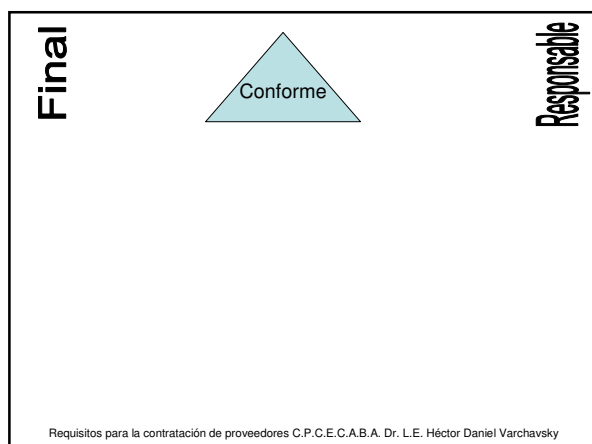 Final
Conforme
Responsable
Requisitos para la contratación de proveedores C.P.C.E.C.A.B.A. Dr. L.E. Héctor Daniel Varchavsky